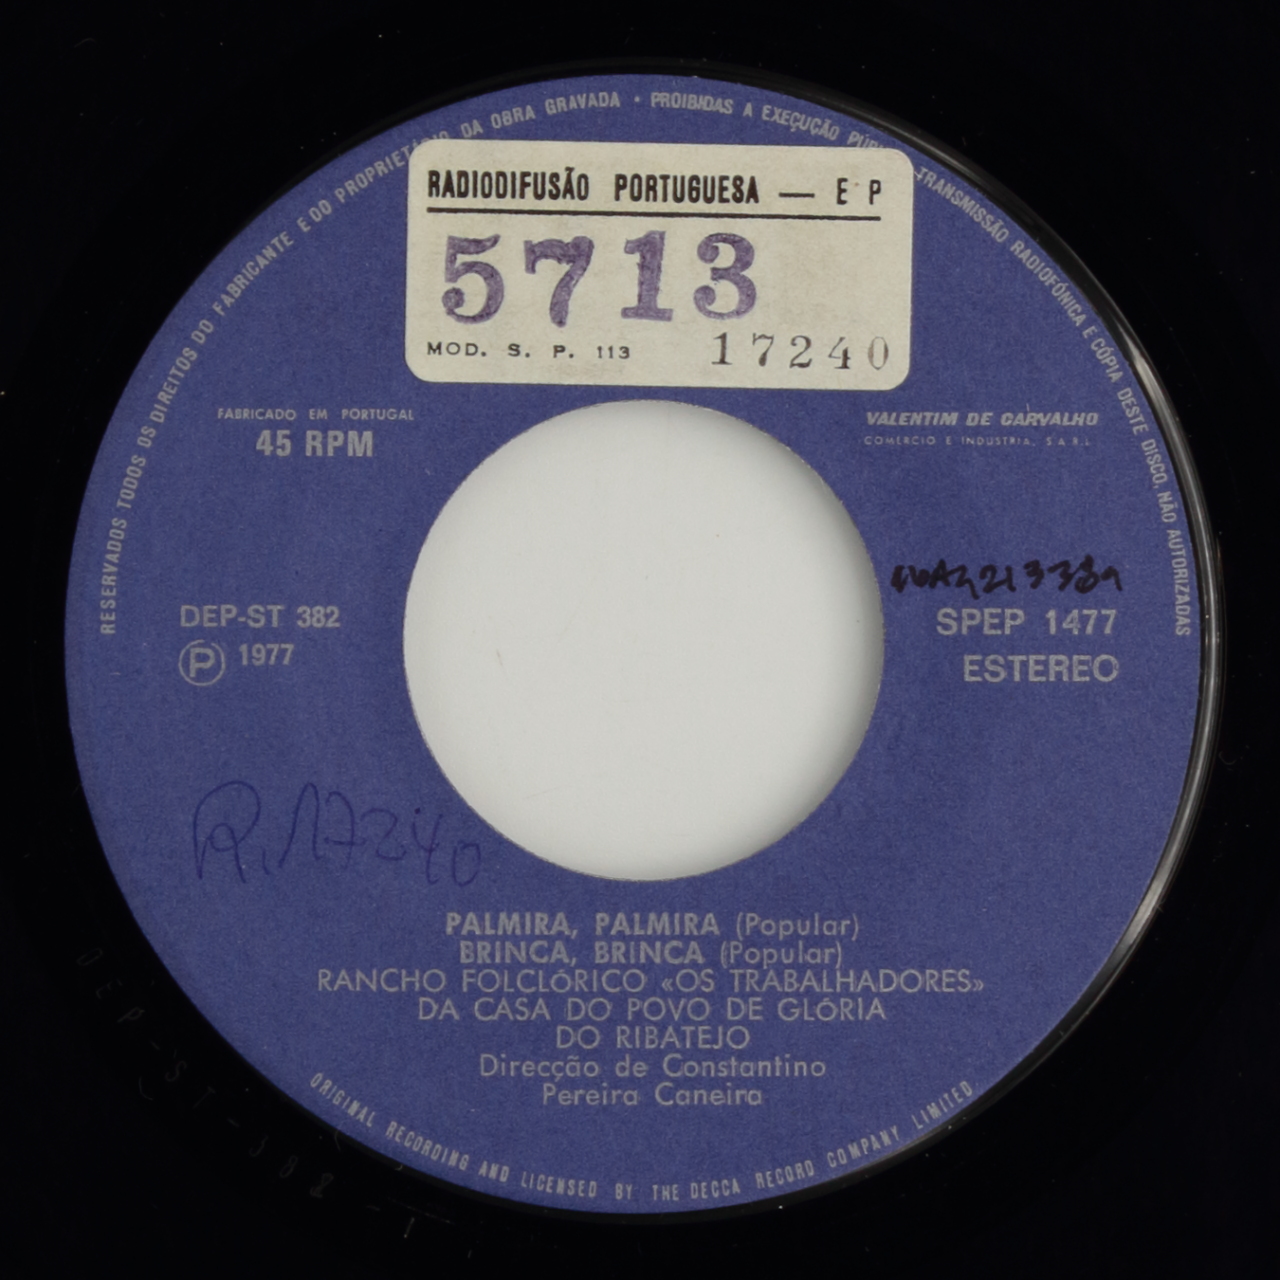 RESERVADOS TODOS OS DIREITOS DO FABRICANTE E DO PROPRIETÁRIO DA OBRA GRAVADA • PROIBIDAS A EXECUÇÃO PÚBL TRANSMISSÃO RADIOFÓNICA E CÓPIA DESTE DISCO, NÃO AUTORIZADAS
RADIODIFUSÃO PORTUGUESA — E P
5713
MOD. S. P. 113 17240
FABRICADO EM PORTUGAL
45 RPM
VALENTIM DE CARVALHO
COMERCIO E INDUSTRIA, S A R L
DEP-ST 382
Ⓟ 1977
SPEP 1477
ESTEREO
R. 17240
PALMIRA, PALMIRA (Popular)
BRINCA, BRINCA (Popular)
RANCHO FOLCLÓRICO «OS TRABALHADORES»
DA CASA DO POVO DE GLÓRIA
DO RIBATEJO
Direcção de Constantino
Pereira Caneira
ORIGINAL RECORDING AND LICENSED BY THE DECCA RECORD COMPANY LIMITED
DEP-ST-382-1